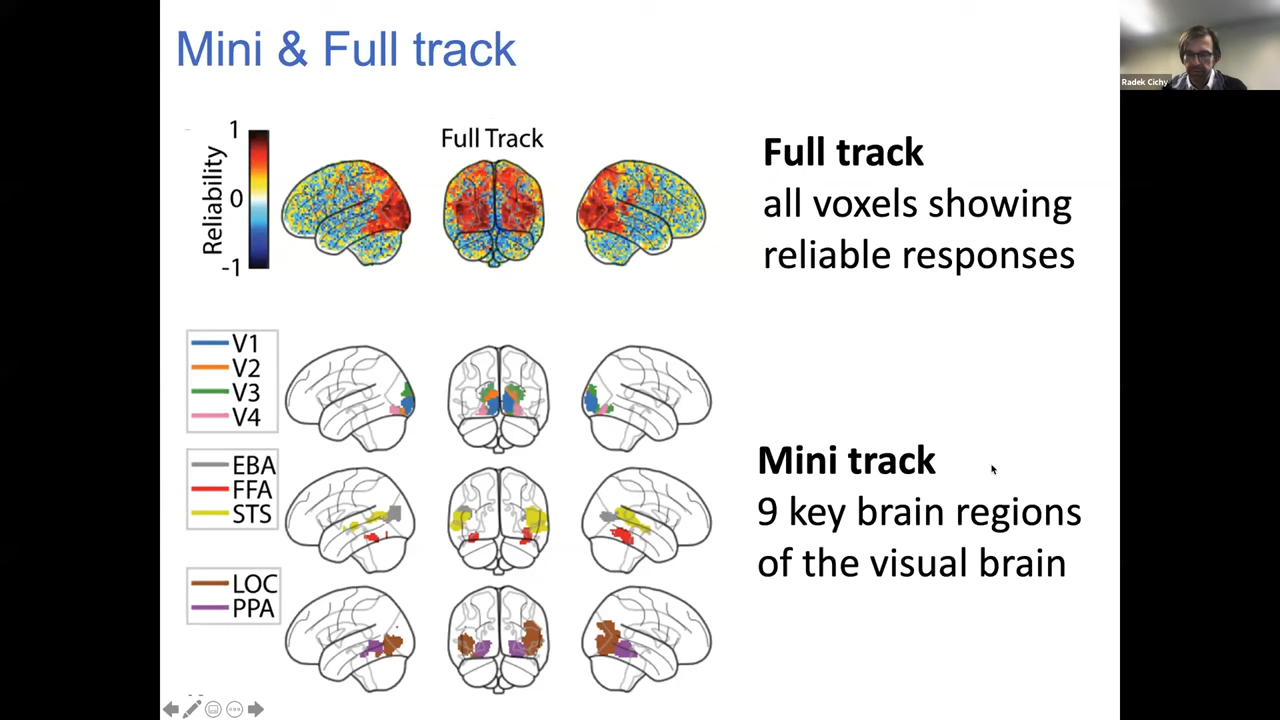 Mini & Full track
Radek Cichy
Full Track
Reliability
1
0
-1
Full track
all voxels showing
reliable responses
V1
V2
V3
V4
EBA
FFA
STS
LOC
PPA
Mini track
9 key brain regions
of the visual brain